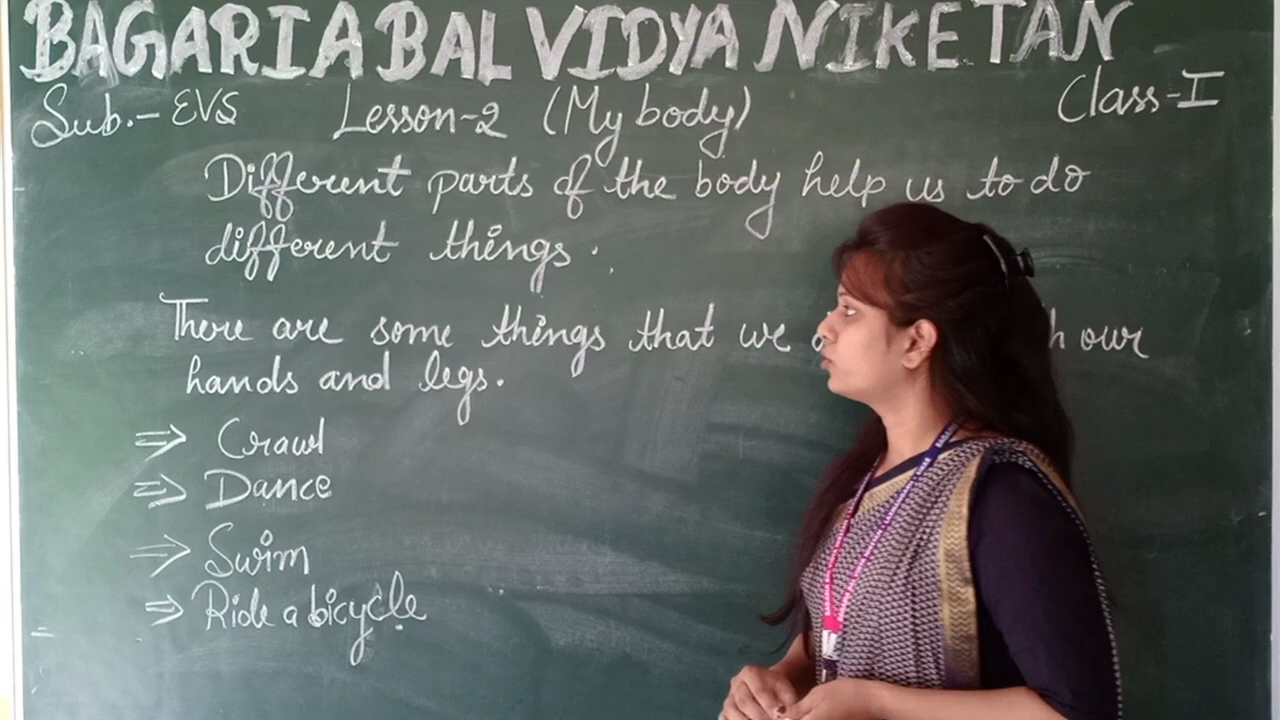 BAGARIA BAL VIDYA NIKETAN
Sub.- EVS Lesson-2 (My body) Class-I
Different parts of the body help us to do
different things.
There are some things that we our
hands and legs.
⇒ Crawl
⇒ Dance
⇒ Swim
⇒ Ride a bicycle